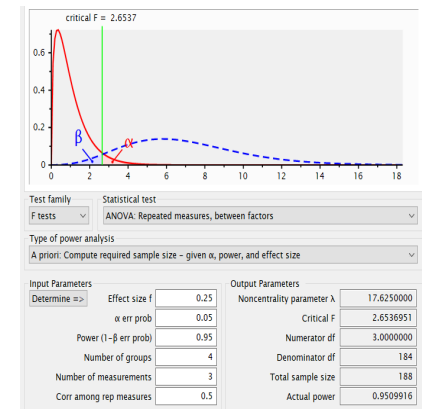 critical F = 2.6537
0.6
0.4
0.2
0
β
α
0 2 4 6 8 10 12 14 16 18
Test family Statistical test
F tests ANOVA: Repeated measures, between factors
Type of power analysis
A priori: Compute required sample size - given α, power, and effect size
Input Parameters Output Parameters
Determine => Effect size f 0.25 Noncentrality parameter λ 17.6250000
α err prob 0.05 Critical F 2.6536951
Power (1-β err prob) 0.95 Numerator df 3.0000000
Number of groups 4 Denominator df 184
Number of measurements 3 Total sample size 188
Corr among rep measures 0.5 Actual power 0.9509916